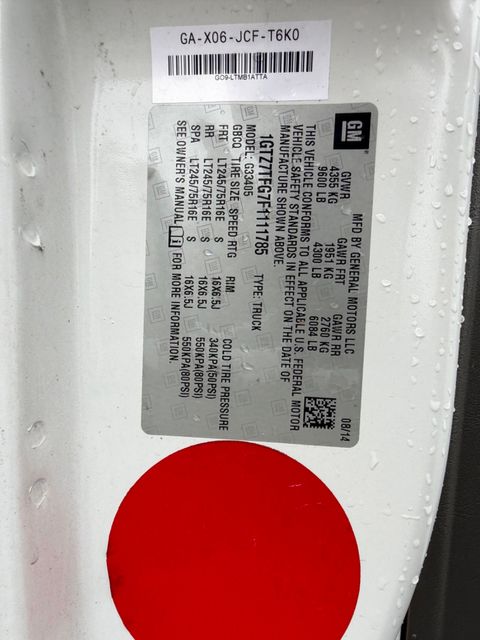 GA-X06-JCF-T6K0
GO9-LTMB1ATTA
GM
MFD BY GENERAL MOTORS LLC
08/14
GVWR GAWR FRT GAWR RR
4355 KG 1951 KG 2760 KG
9600 LB 4300 LB 6084 LB
THIS VEHICLE CONFORMS TO ALL APPLICABLE U.S. FEDERAL MOTOR
VEHICLE SAFETY STANDARDS IN EFFECT ON THE DATE OF
MANUFACTURE SHOWN ABOVE.
1GTZ7TFG7F1111785
TYPE: TRUCK
MODEL: G33405
GBCQ TIRE SIZE SPEED RTG RIM COLD TIRE PRESSURE
FRT LT245/75R16E S 16X6.5J 340KPA(50PSI)
RR LT245/75R16E S 16X6.5J 550KPA(80PSI)
SPA LT245/75R16E S 16X6.5J 550KPA(80PSI)
SEE OWNER'S MANUAL i FOR MORE INFORMATION.